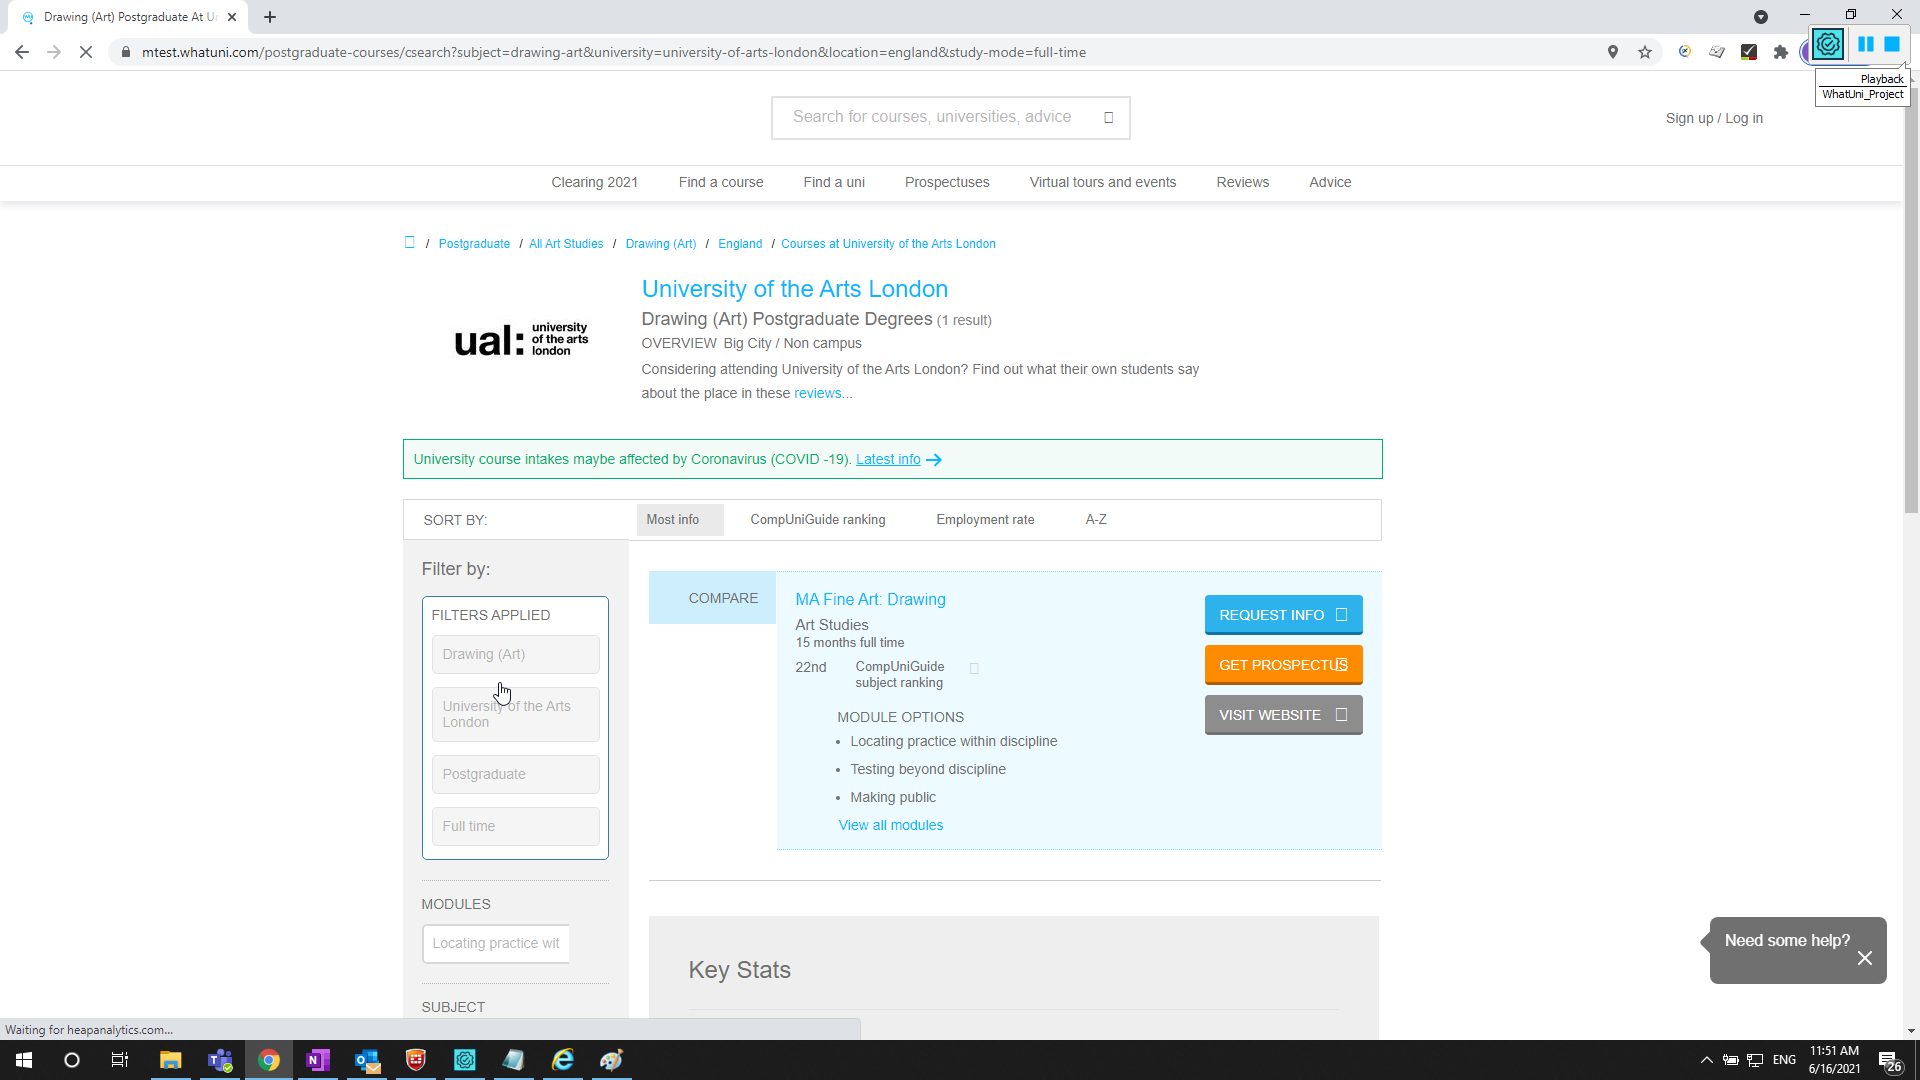 Drawing (Art) Postgraduate At U
mtest.whatuni.com/postgraduate-courses/csearch?subject=drawing-art&university=university-of-arts-london&location=england&study-mode=full-time
Playback
WhatUni_Project
Search for courses, universities, advice
Sign up / Log in
Clearing 2021 Find a course Find a uni Prospectuses Virtual tours and events Reviews Advice
/ Postgraduate / All Art Studies / Drawing (Art) / England / Courses at University of the Arts London
ual: university
of the arts
london
University of the Arts London
Drawing (Art) Postgraduate Degrees (1 result)
OVERVIEW Big City / Non campus
Considering attending University of the Arts London? Find out what their own students say
about the place in these reviews...
University course intakes maybe affected by Coronavirus (COVID -19). Latest info
SORT BY: Most info CompUniGuide ranking Employment rate A-Z
Filter by:
FILTERS APPLIED
Drawing (Art)
University of the Arts
London
Postgraduate
Full time
MODULES
Locating practice wit
SUBJECT
COMPARE
MA Fine Art: Drawing
Art Studies
15 months full time
22nd CompUniGuide
subject ranking
MODULE OPTIONS
• Locating practice within discipline
• Testing beyond discipline
• Making public
View all modules
REQUEST INFO
GET PROSPECTUS
VISIT WEBSITE
Key Stats
Need some help?
Waiting for heapanalytics.com...
ENG
11:51 AM
6/16/2021
26